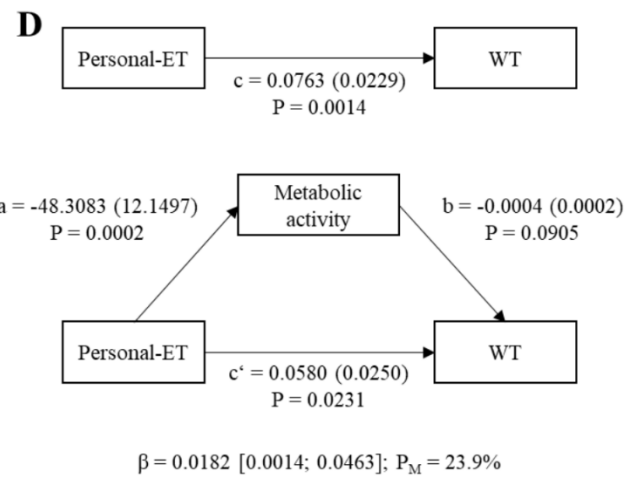 D
Personal-ET
WT
c = 0.0763 (0.0229)
P = 0.0014
Metabolic
activity
a = -48.3083 (12.1497)
P = 0.0002
b = -0.0004 (0.0002)
P = 0.0905
Personal-ET
WT
c‘ = 0.0580 (0.0250)
P = 0.0231
β = 0.0182 [0.0014; 0.0463]; PM = 23.9%